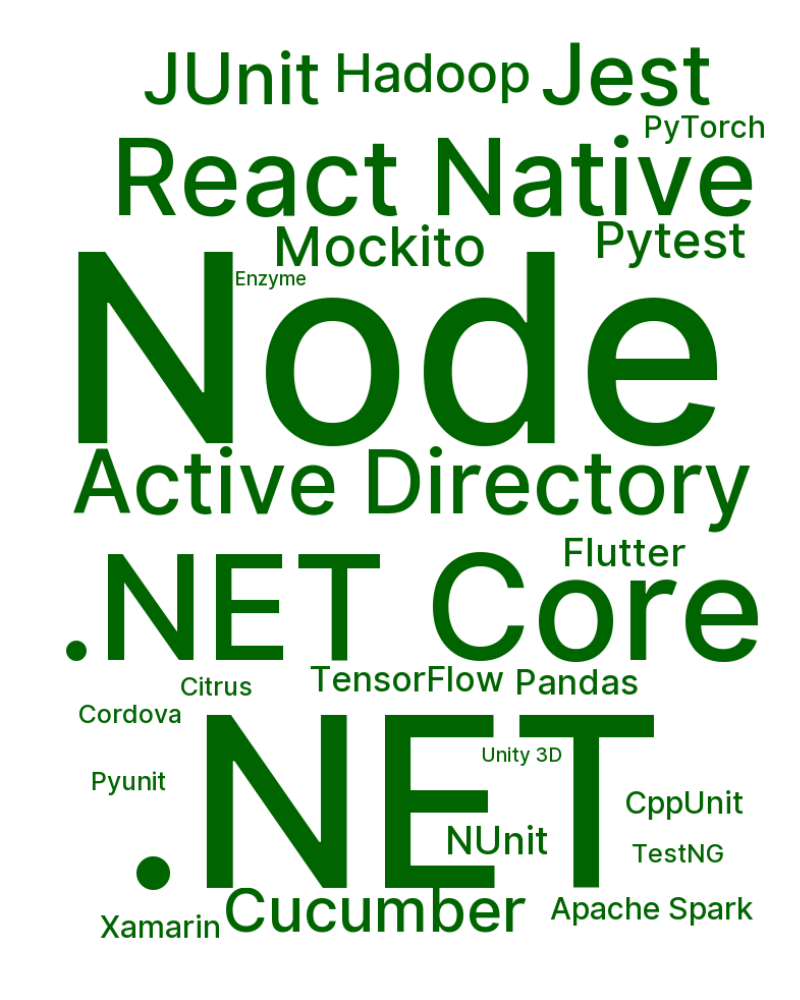 JUnit Hadoop Jest
PyTorch
React Native
Mockito Pytest
Enzyme
Node
Active Directory
Flutter
.NET Core
Citrus TensorFlow Pandas
Cordova
Unity 3D
Pyunit
.NET
CppUnit
NUnit
TestNG
Cucumber Apache Spark
Xamarin